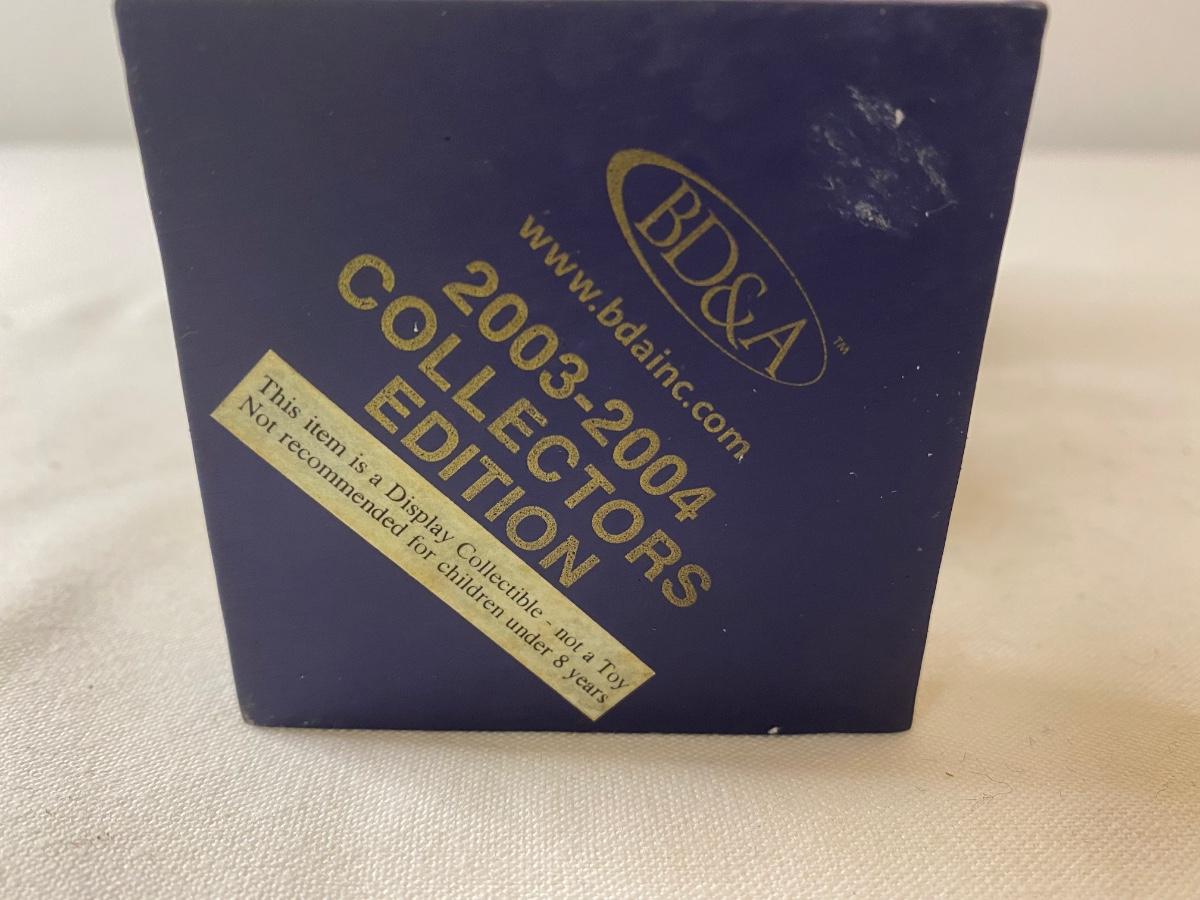 BD&A™
www.bdainc.com
2003-2004
COLLECTORS
EDITION
This item is a Display Collectible - not a Toy
Not recommended for children under 8 years